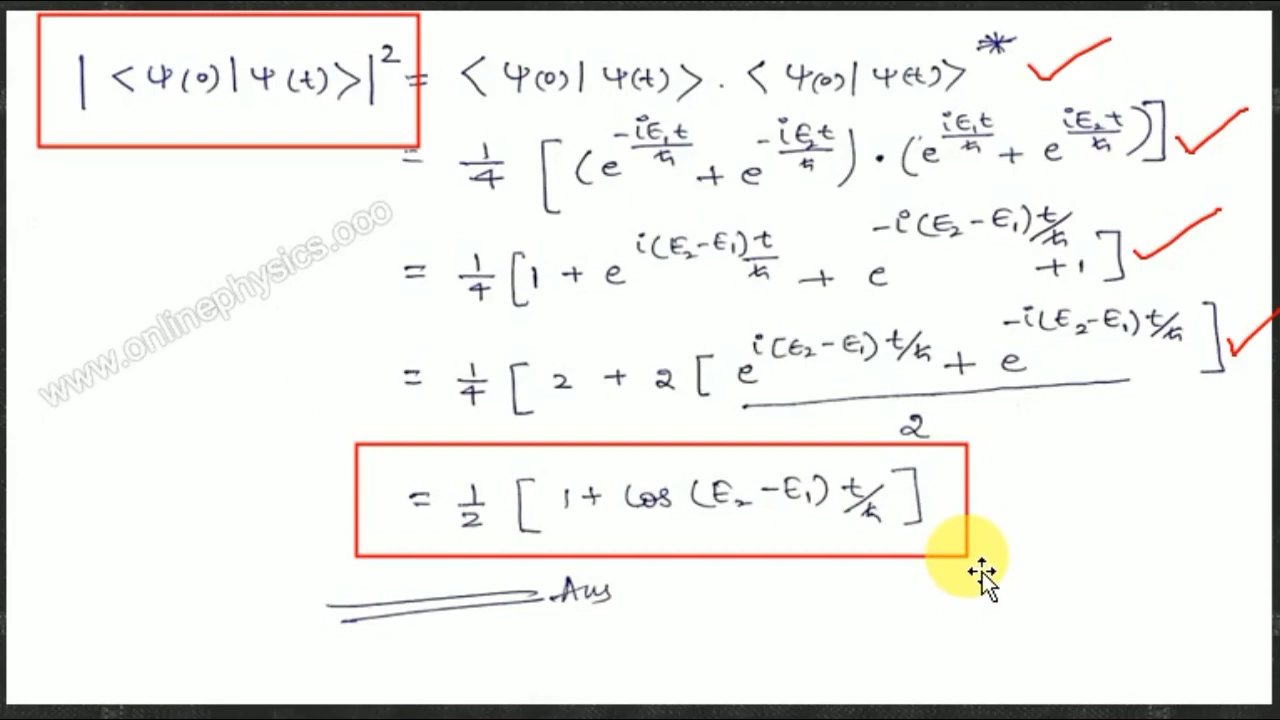 |<ψ(0)|ψ(t)>|² = <ψ(0)|ψ(t)> . <ψ(0)|ψ(t)>* ✓
= 1/4 [(e^(-iE₁t/ħ) + e^(-iE₂t/ħ)) · (e^(iE₁t/ħ) + e^(iE₂t/ħ))] ✓
= 1/4 [1 + e^(i(E₂-E₁)t/ħ) + e^(-i(E₂-E₁)t/ħ) + 1] ✓
= 1/4 [2 + 2 [e^(i(E₂-E₁)t/ħ) + e^(-i(E₂-E₁)t/ħ) / 2 ] ✓
= 1/2 [1 + Cos (E₂-E₁) t/ħ]
Ans
www.onlinephysics.ooo